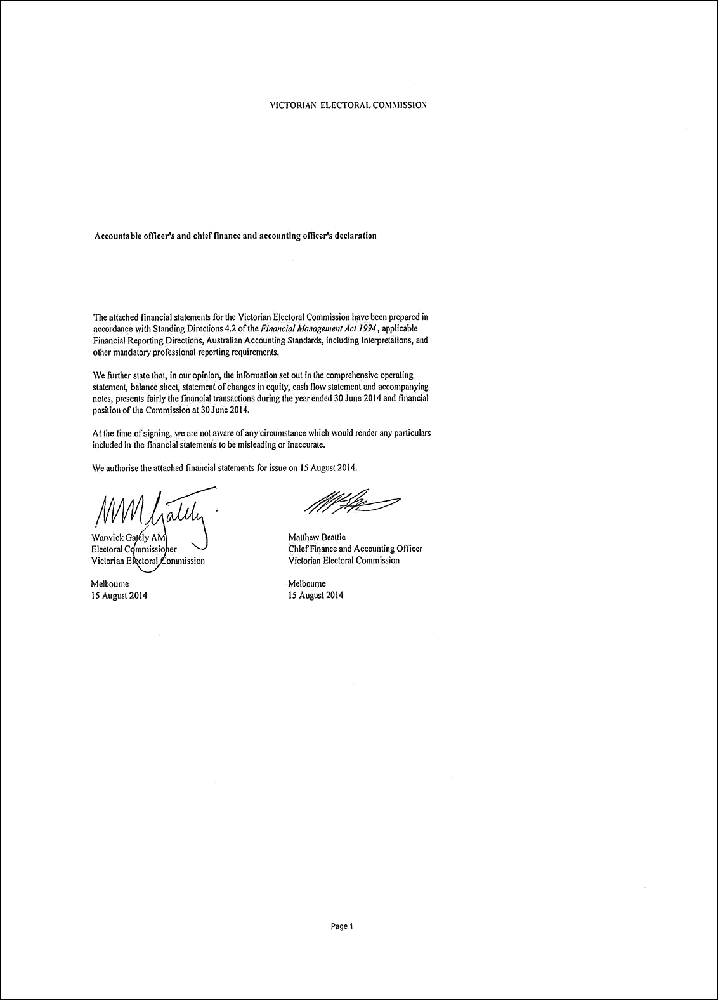 VICTORIAN ELECTORAL COMMISSION
Accountable officer's and chief finance and accounting officer's declaration
The attached financial statements for the Victorian Electoral Commission have been prepared in
accordance with Standing Directions 4.2 of the Financial Management Act 1994, applicable
Financial Reporting Directions, Australian Accounting Standards, including Interpretations, and
other mandatory professional reporting requirements.
We further state that, in our opinion, the information set out in the comprehensive operating
statement, balance sheet, statement of changes in equity, cash flow statement and accompanying
notes, presents fairly the financial transactions during the year ended 30 June 2014 and financial
position of the Commission at 30 June 2014.
At the time of signing, we are not aware of any circumstance which would render any particulars
included in the financial statements to be misleading or inaccurate.
We authorise the attached financial statements for issue on 15 August 2014.
Gately
Warwick Gately AM
Electoral Commissioner
Victorian Electoral Commission
Melbourne
15 August 2014
Matthew Beattie
Chief Finance and Accounting Officer
Victorian Electoral Commission
Melbourne
15 August 2014
Page 1